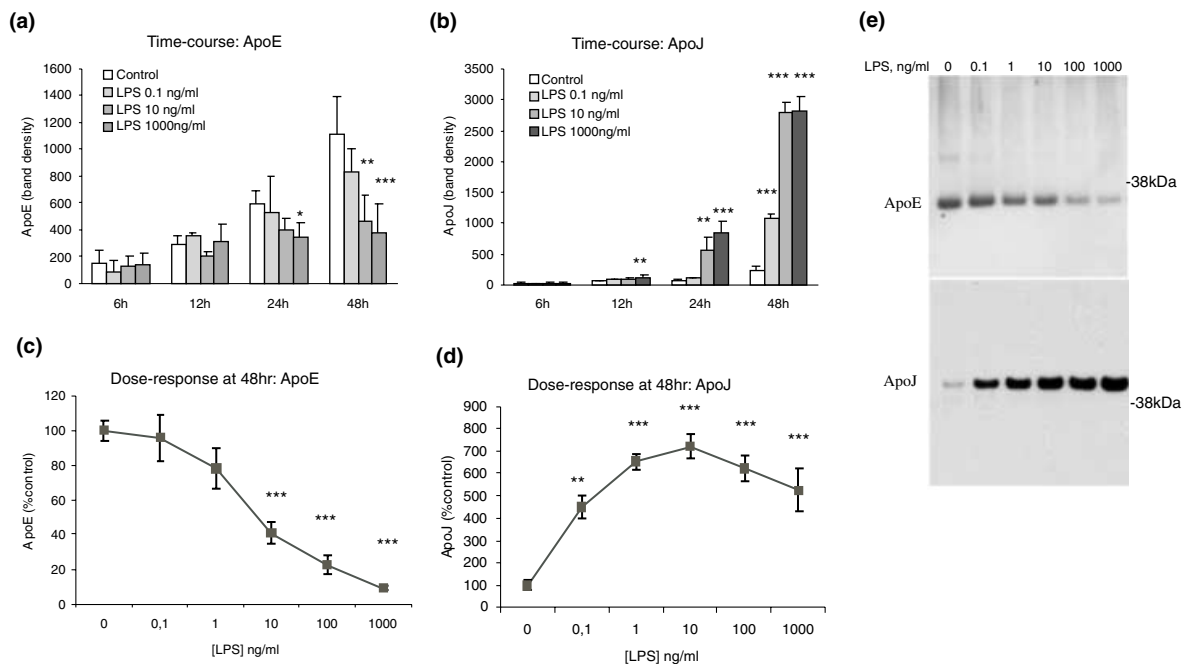 (a)
Time-course: ApoE
ApoE (band density)
1600
1400
1200
1000
800
600
400
200
0
Control
LPS 0.1 ng/ml
LPS 10 ng/ml
LPS 1000ng/ml
*
**
***
6h 12h 24h 48h
(b)
Time-course: ApoJ
ApoJ (band density)
3500
3000
2500
2000
1500
1000
500
0
Control
LPS 0.1 ng/ml
LPS 10 ng/ml
LPS 1000ng/ml
**
** ***
*** *** ***
6h 12h 24h 48h
(c)
Dose-response at 48hr: ApoE
ApoE (%control)
120
100
80
60
40
20
0
***
***
***
0 0,1 1 10 100 1000
[LPS] ng/ml
(d)
Dose-response at 48hr: ApoJ
ApoJ (%control)
900
800
700
600
500
400
300
200
100
0
**
***
***
***
***
0 0,1 1 10 100 1000
[LPS] ng/ml
(e)
LPS, ng/ml 0 0.1 1 10 100 1000
-38kDa
ApoE
ApoJ
-38kDa